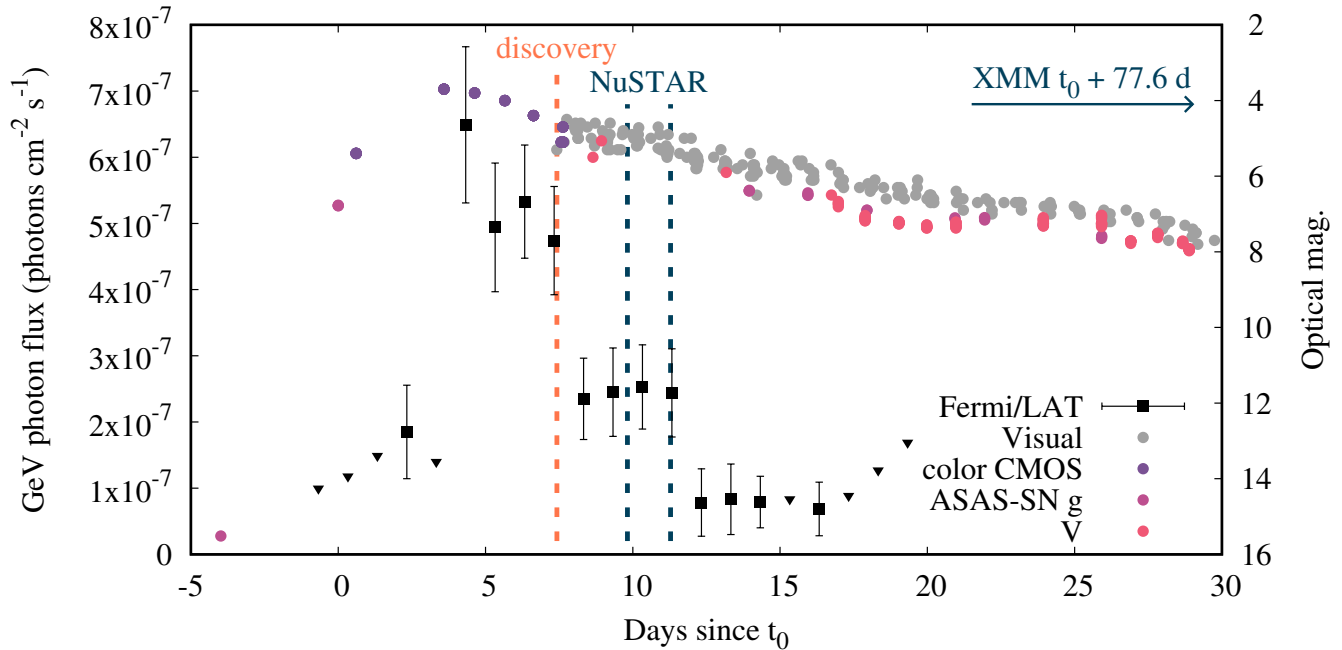 8x10-7
7x10-7
6x10-7
5x10-7
4x10-7
3x10-7
2x10-7
1x10-7
0
GeV photon flux (photons cm-2 s-1)
discovery
NuSTAR
XMM t0 + 77.6 d
Fermi/LAT
Visual
color CMOS
ASAS-SN g
V
2
4
6
8
10
12
14
16
Optical mag.
-5 0 5 10 15 20 25 30
Days since t0